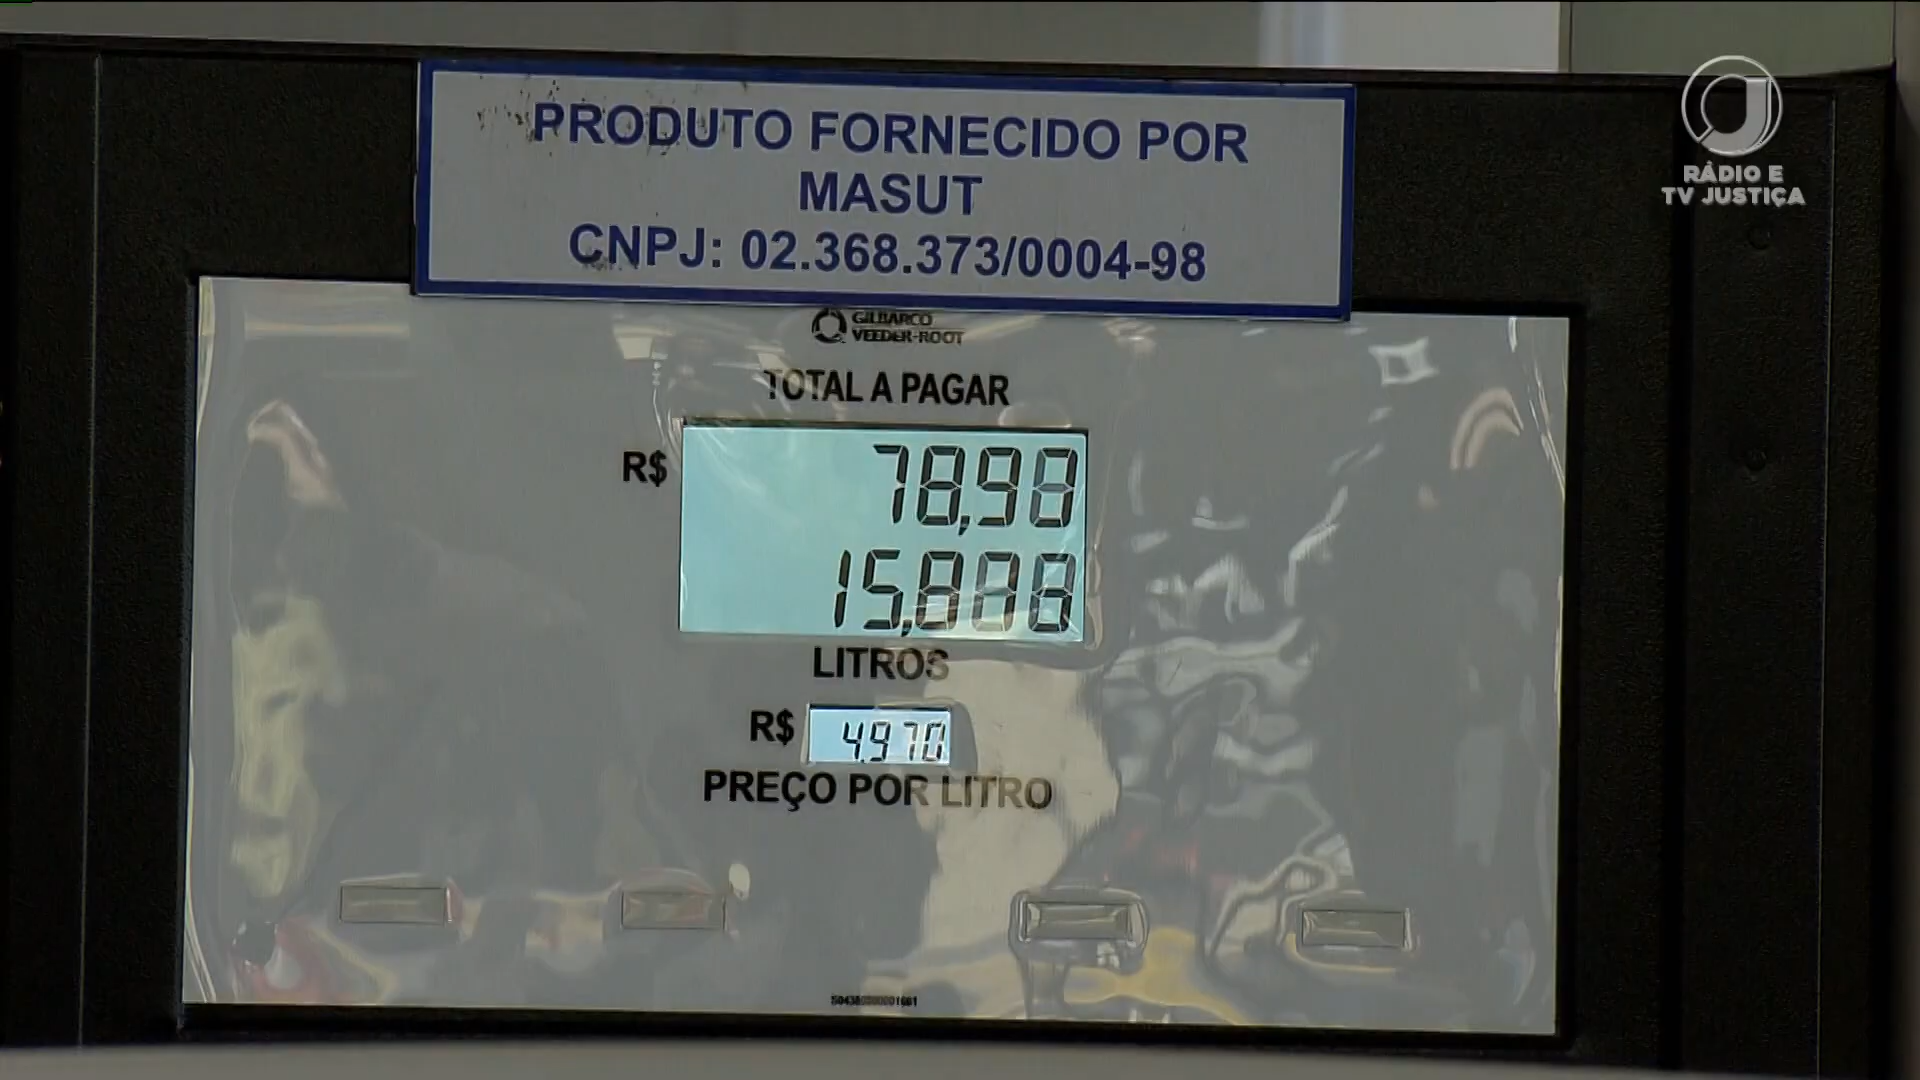 PRODUTO FORNECIDO POR
MASUT
CNPJ: 02.368.373/0004-98
RÁDIO E
TV JUSTIÇA
GILBARCO
VEEDER-ROOT
TOTAL A PAGAR
R$ 78,98
15,808
LITROS
R$ 4.970
PREÇO POR LITRO